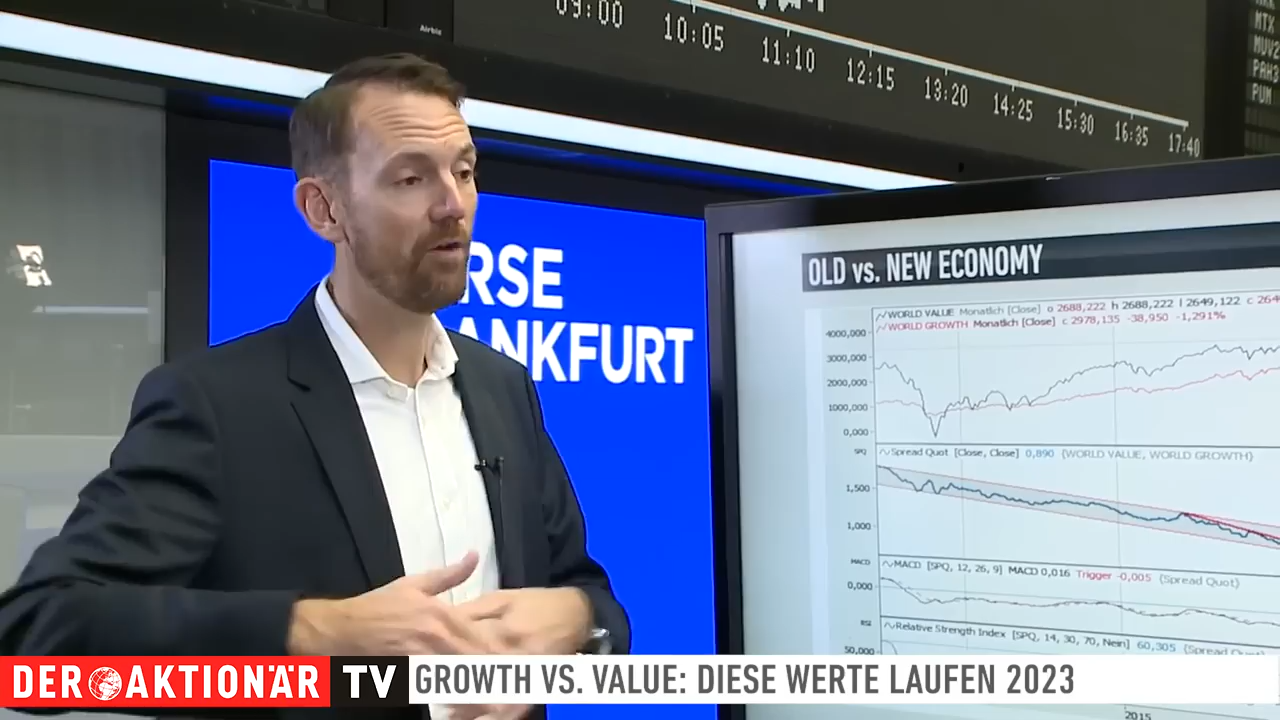 09:00
10:05
11:10
12:15
13:20
14:25
15:30
16:35
17:40
MTX
MUV2
PAH3
PUM
Airbis
RSE
ANKFURT
OLD vs. NEW ECONOMY
WORLD VALUE Monatlich [Close] o 2688,222 h 2688,222 l 2649,122 c 264
WORLD GROWTH Monatlich [Close] c 2978,135 -38,950 -1,291%
4000,000
3000,000
2000,000
1000,000
0,000
SPQ
Spread Quot [Close, Close] 0,890 (WORLD VALUE, WORLD GROWTH)
1,500
1,000
MACD
MACD [SPQ, 12, 26, 9] MACD 0,016 Trigger -0,005 (Spread Quot)
0,000
RSI
Relative Strength Index [SPQ, 14, 30, 70, Nein] 60,305 (Spread Quot)
50,000
2015
DER AKTIONÄR TV
GROWTH VS. VALUE: DIESE WERTE LAUFEN 2023